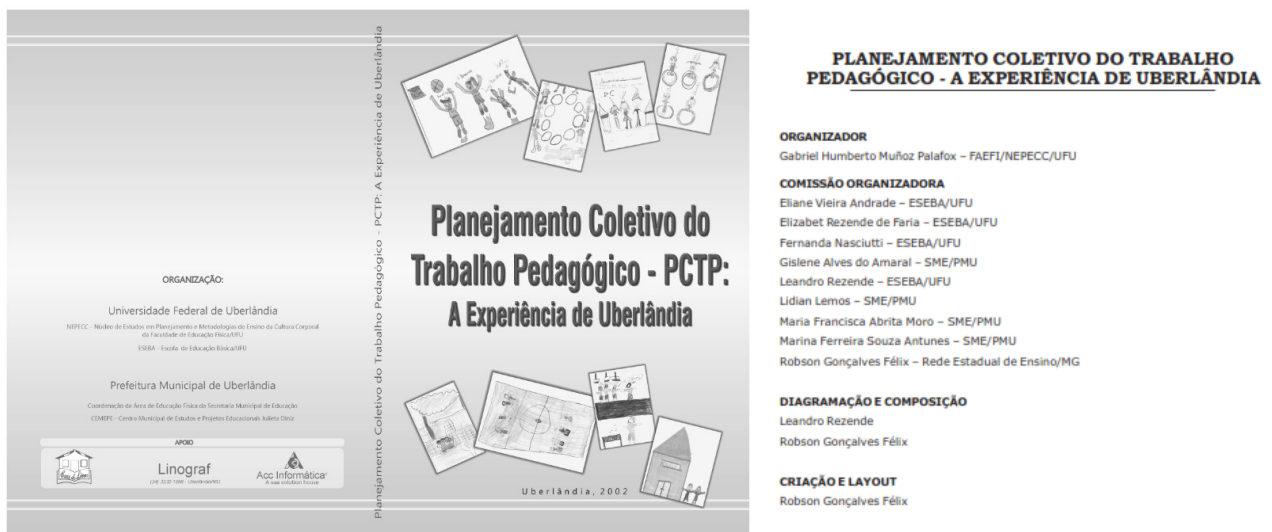 ORGANIZAÇÃO:
Universidade Federal de Uberlândia
NEPECC - Núcleo de Estudos em Planejamento e Metodologias do Ensino da Cultura Corporal
da Faculdade de Educação Física/UFU
ESEBA - Escola de Educação Básica/UFU
Prefeitura Municipal de Uberlândia
Coordenação de Área de Educação Física da Secretaria Municipal de Educação
CEMEPE - Centro Municipal de Estudos e Projetos Educacionais Julieta Diniz
APOIO
Linograf
Acc Informática
A sua solution house
Planejamento Coletivo do Trabalho Pedagógico - PCTP: A Experiência de Uberlândia
Planejamento Coletivo do
Trabalho Pedagógico - PCTP:
A Experiência de Uberlândia
Uberlândia, 2002
PLANEJAMENTO COLETIVO DO TRABALHO
PEDAGÓGICO - A EXPERIÊNCIA DE UBERLÂNDIA
ORGANIZADOR
Gabriel Humberto Muñoz Palafox – FAEFI/NEPECC/UFU
COMISSÃO ORGANIZADORA
Eliane Vieira Andrade – ESEBA/UFU
Elizabet Rezende de Faria – ESEBA/UFU
Fernanda Nasciutti – ESEBA/UFU
Gislene Alves do Amaral – SME/PMU
Leandro Rezende – ESEBA/UFU
Lidian Lemos – SME/PMU
Maria Francisca Abrita Moro – SME/PMU
Marina Ferreira Souza Antunes – SME/PMU
Robson Gonçalves Félix – Rede Estadual de Ensino/MG
DIAGRAMAÇÃO E COMPOSIÇÃO
Leandro Rezende
Robson Gonçalves Félix
CRIAÇÃO E LAYOUT
Robson Gonçalves Félix